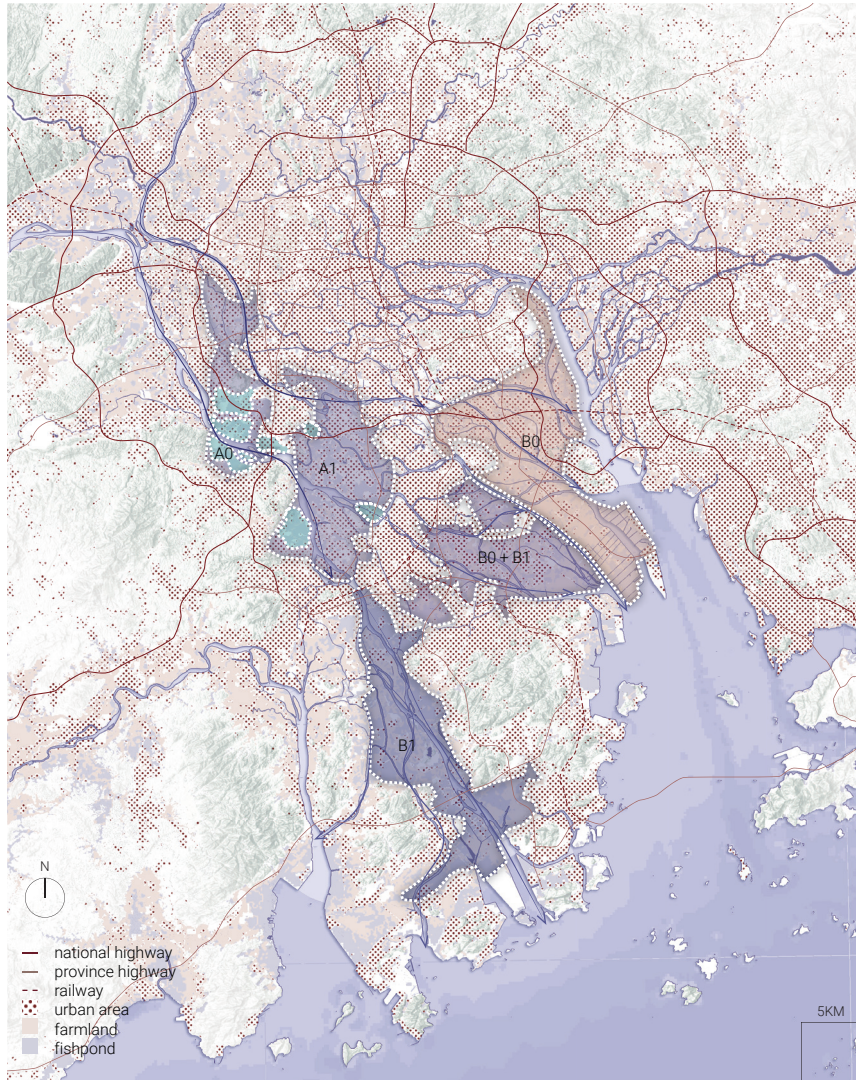 A0
A1
B0
B0 + B1
B1
N
national highway
province highway
railway
urban area
farmland
fishpond
5KM